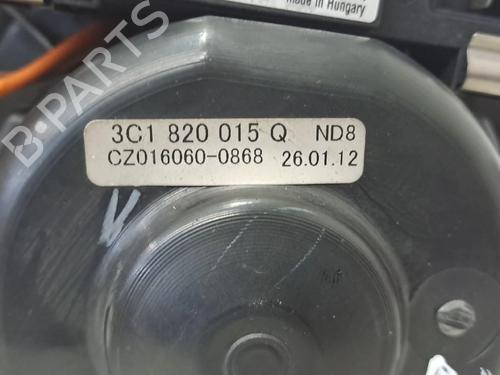 Made in Hungary
B-PARTS
3C1 820 015 Q ND8
CZ016060-0868 26.01.12